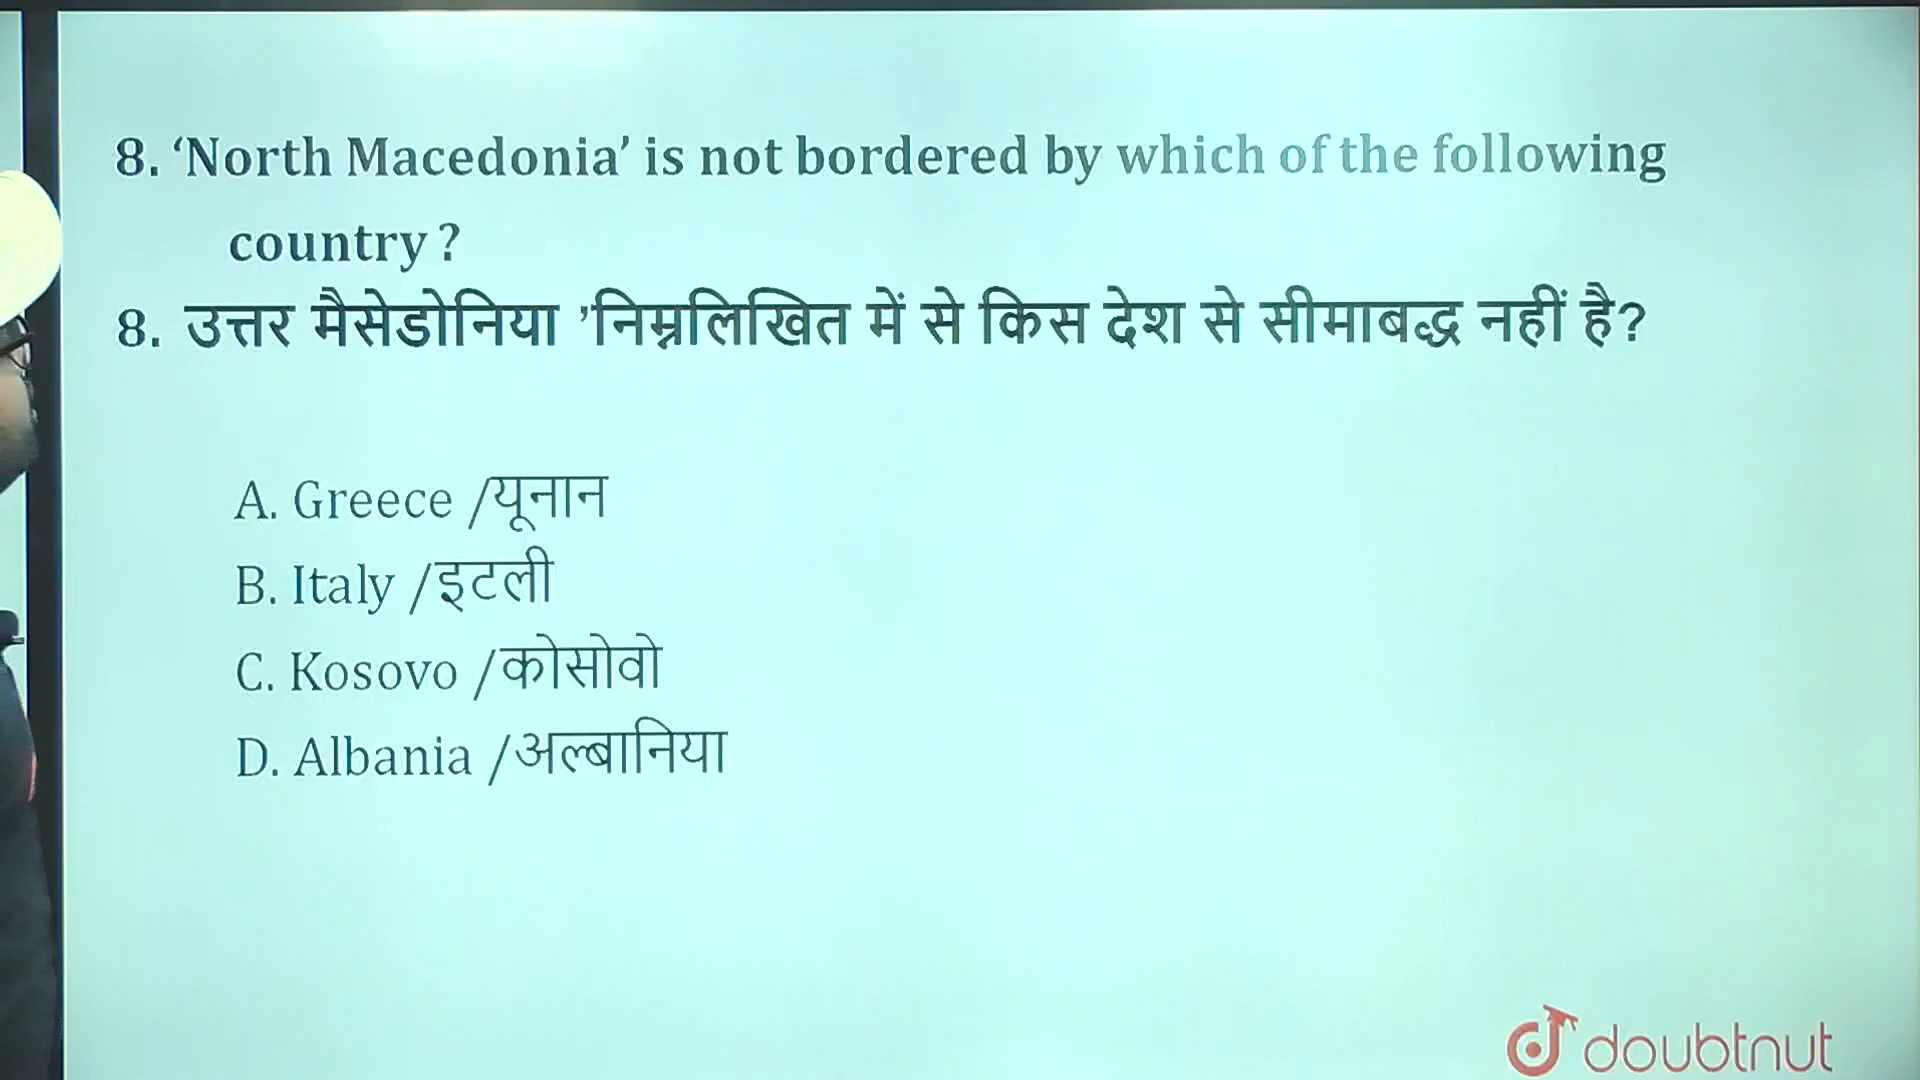 8. ‘North Macedonia’ is not bordered by which of the following
country ?
8. उत्तर मैसेडोनिया ’निम्नलिखित में से किस देश से सीमाबद्ध नहीं है?
A. Greece /यूनान
B. Italy /इटली
C. Kosovo /कोसोवो
D. Albania /अल्बानिया
doubtnut